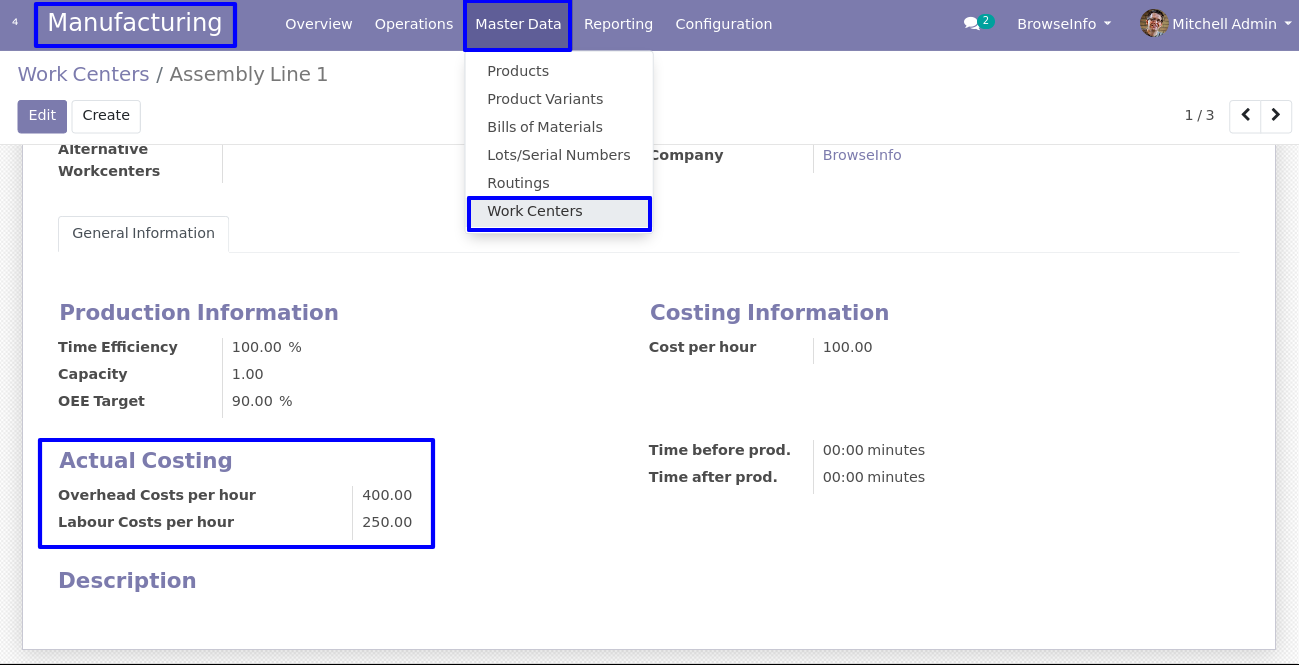 Manufacturing Overview Operations Master Data Reporting Configuration 2 BrowseInfo Mitchell Admin
Work Centers / Assembly Line 1
Edit Create
1 / 3
Products
Product Variants
Bills of Materials
Lots/Serial Numbers
Routings
Work Centers
Alternative
Workcenters
Company BrowseInfo
General Information
Production Information
Time Efficiency 100.00 %
Capacity 1.00
OEE Target 90.00 %
Costing Information
Cost per hour 100.00
Actual Costing
Overhead Costs per hour 400.00
Labour Costs per hour 250.00
Time before prod. 00:00 minutes
Time after prod. 00:00 minutes
Description